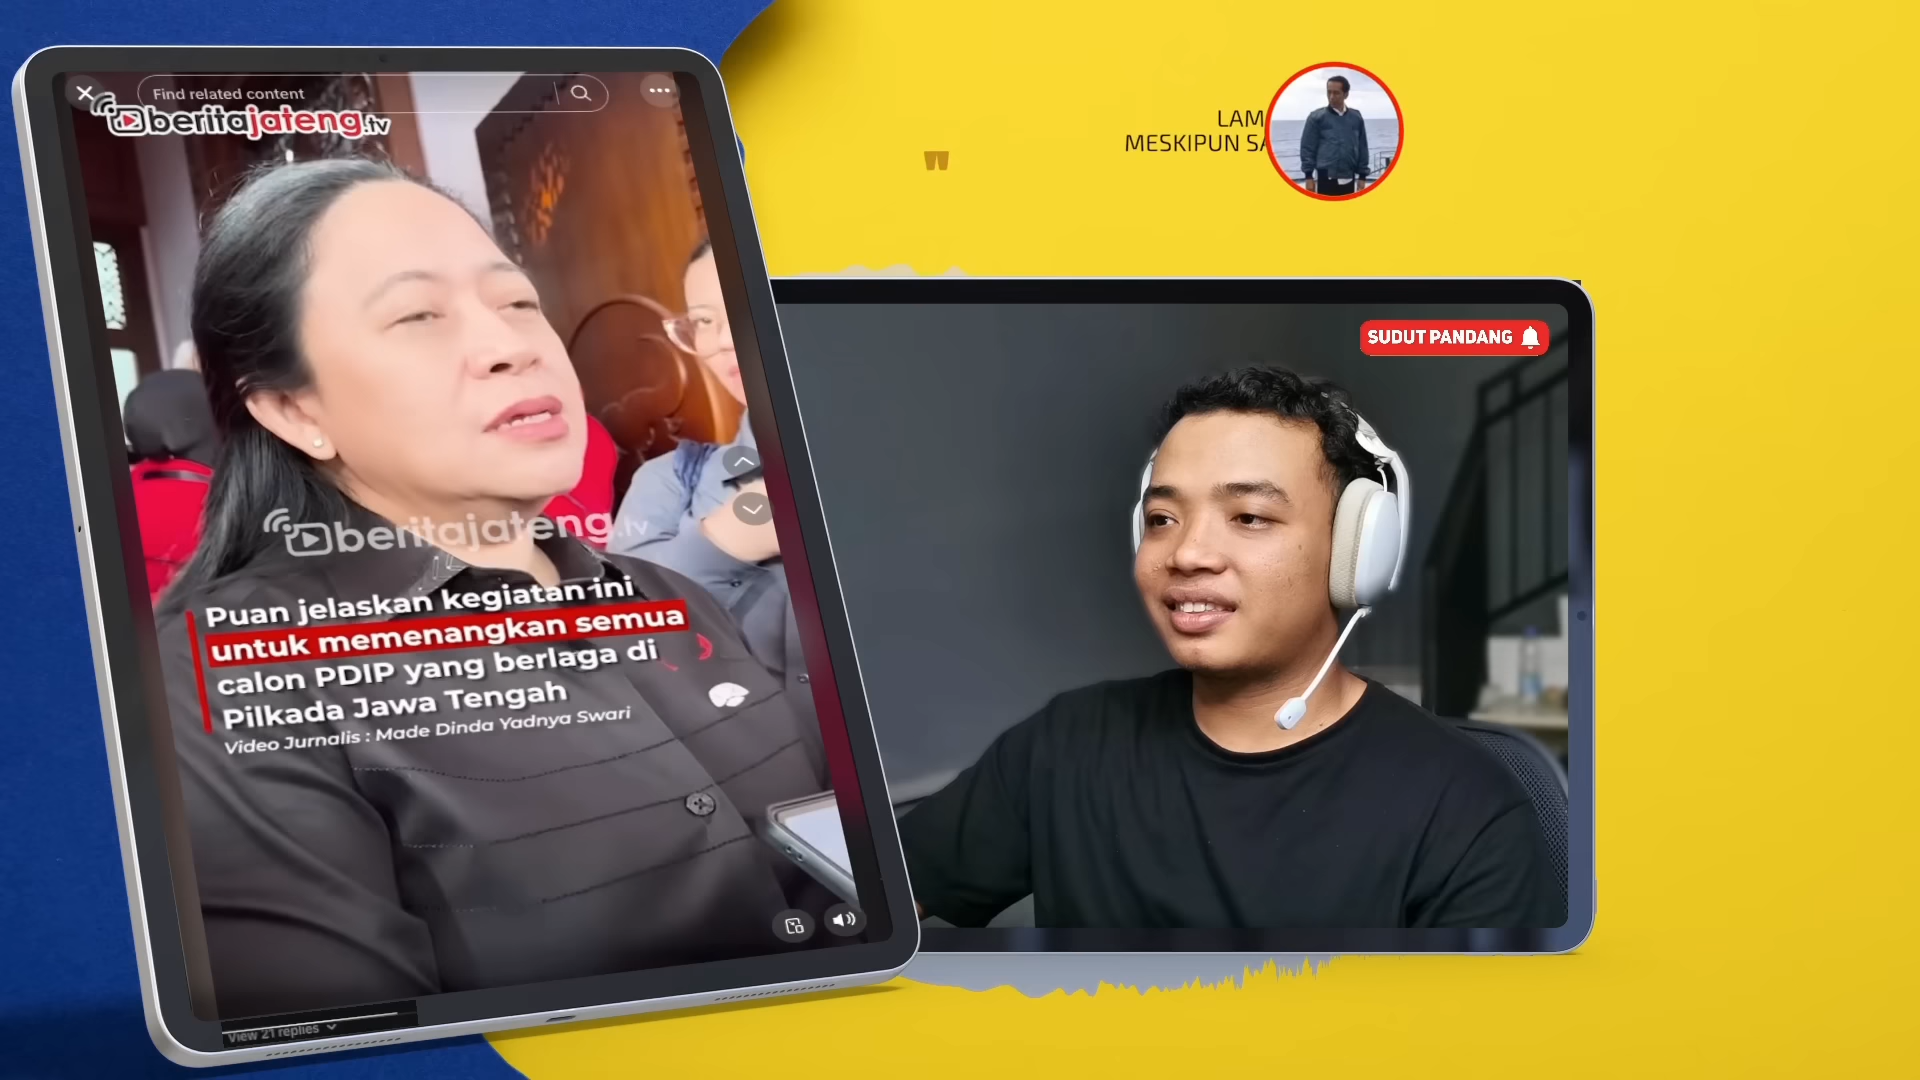 Find related content
beritajateng.tv
LAM
MESKIPUN SA
SUDUT PANDANG
beritajateng.tv
Puan jelaskan kegiatan ini
untuk memenangkan semua
calon PDIP yang berlaga di
Pilkada Jawa Tengah
Video Jurnalis : Made Dinda Yadnya Swari
View 21 replies